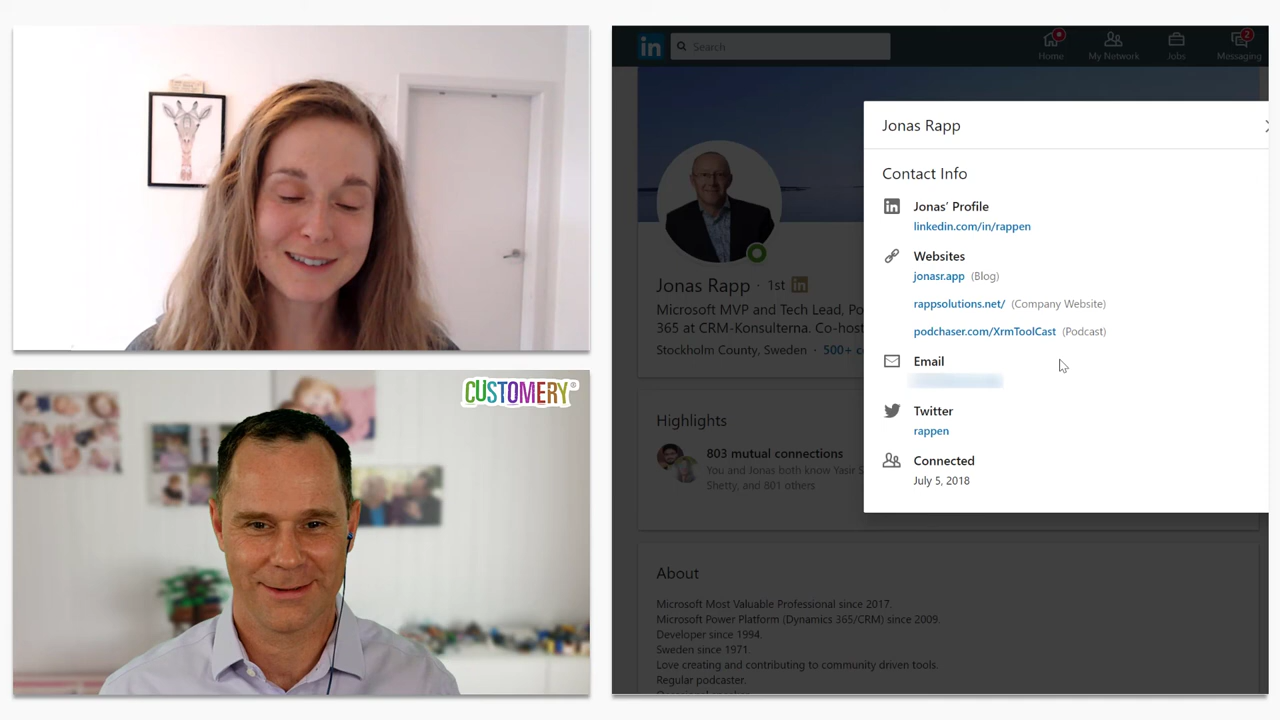 CUSTOMERY®
in
Search
Home
My Network
Jobs
2
Messaging
Jonas Rapp
Contact Info
Jonas’ Profile
linkedin.com/in/rappen
Websites
jonasr.app (Blog)
rappsolutions.net/ (Company Website)
podchaser.com/XrmToolCast (Podcast)
Email
Twitter
rappen
Connected
July 5, 2018
Jonas Rapp · 1st in
Microsoft MVP and Tech Lead,
365 at CRM-Konsulterna.
Stockholm County, Sweden · 500+
Highlights
803 mutual connections
You and Jonas both know Yasir
Shetty, and 801 others
About
Microsoft Most Valuable Professional since 2017.
Microsoft Power Platform (Dynamics 365/CRM) since 2009.
Developer since 1994.
Sweden since 1971.
Love creating and contributing to community driven tools.
Regular podcaster.